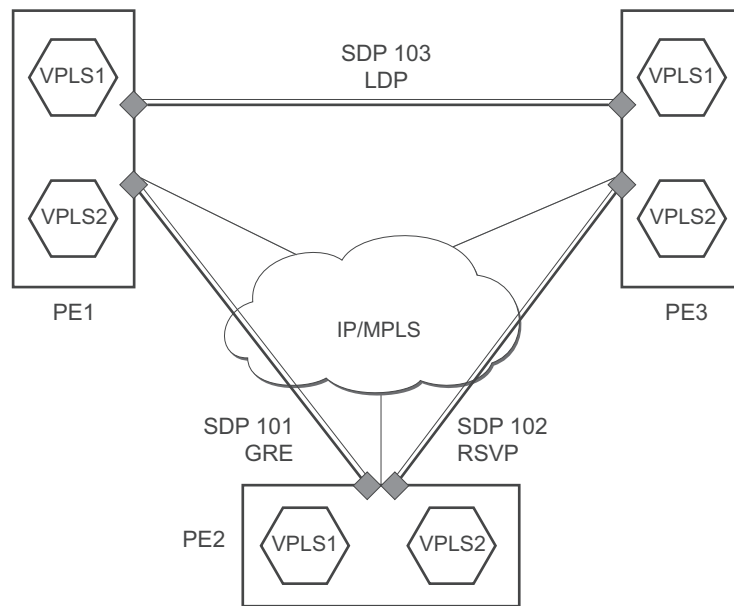 VPLS1
SDP 103
LDP
VPLS1
VPLS2
VPLS2
PE1
IP/MPLS
PE3
SDP 101
GRE
SDP 102
RSVP
PE2
VPLS1
VPLS2